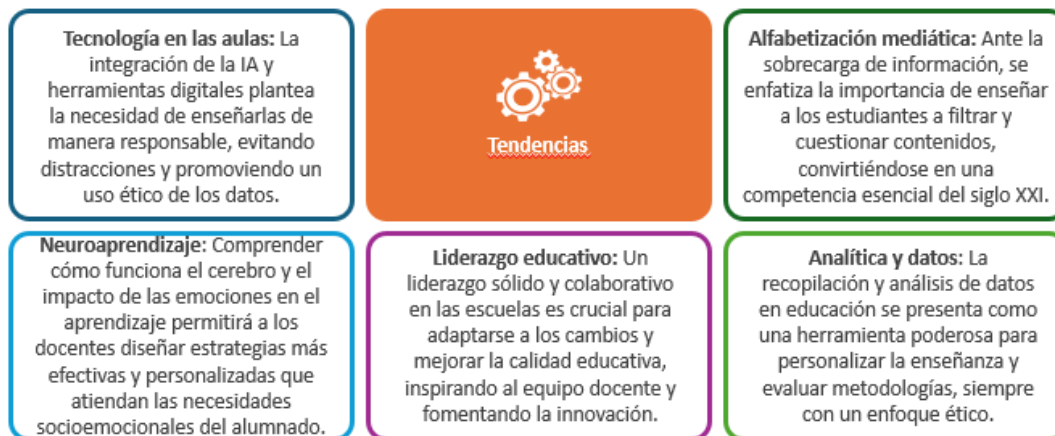 Tecnología en las aulas: La
integración de la IA y
herramientas digitales plantea
la necesidad de enseñarlas de
manera responsable, evitando
distracciones y promoviendo un
uso ético de los datos.
Tendencias
Alfabetización mediática: Ante la
sobrecarga de información, se
enfatiza la importancia de enseñar
a los estudiantes a filtrar y
cuestionar contenidos,
convirtiéndose en una
competencia esencial del siglo XXI.
Neuroaprendizaje: Comprender
cómo funciona el cerebro y el
impacto de las emociones en el
aprendizaje permitirá a los
docentes diseñar estrategias más
efectivas y personalizadas que
atiendan las necesidades
socioemocionales del alumnado.
Liderazgo educativo: Un
liderazgo sólido y colaborativo
en las escuelas es crucial para
adaptarse a los cambios y
mejorar la calidad educativa,
inspirando al equipo docente y
fomentando la innovación.
Analítica y datos: La
recopilación y análisis de datos
en educación se presenta como
una herramienta poderosa para
personalizar la enseñanza y
evaluar metodologías, siempre
con un enfoque ético.